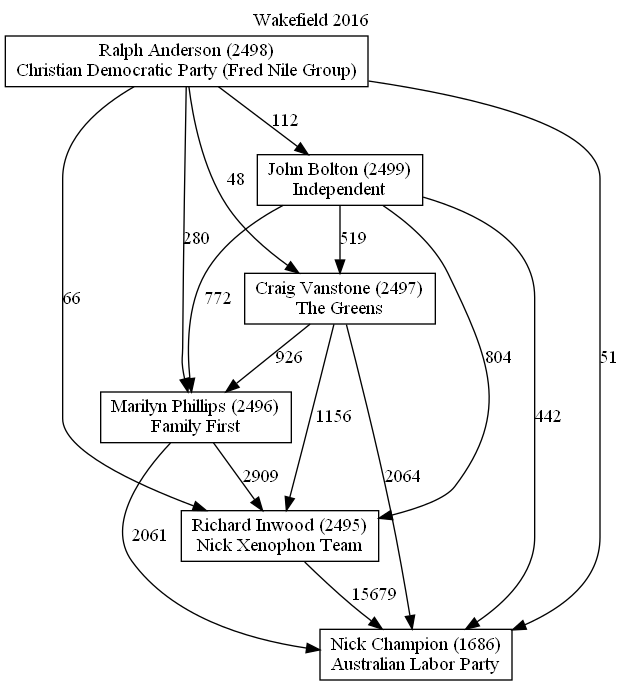 Wakefield 2016
Ralph Anderson (2498)
Christian Democratic Party (Fred Nile Group)
112
John Bolton (2499)
Independent
48
280
519
66
772
Craig Vanstone (2497)
The Greens
926
804
51
Marilyn Phillips (2496)
Family First
1156
442
2909
2064
2061
Richard Inwood (2495)
Nick Xenophon Team
15679
Nick Champion (1686)
Australian Labor Party